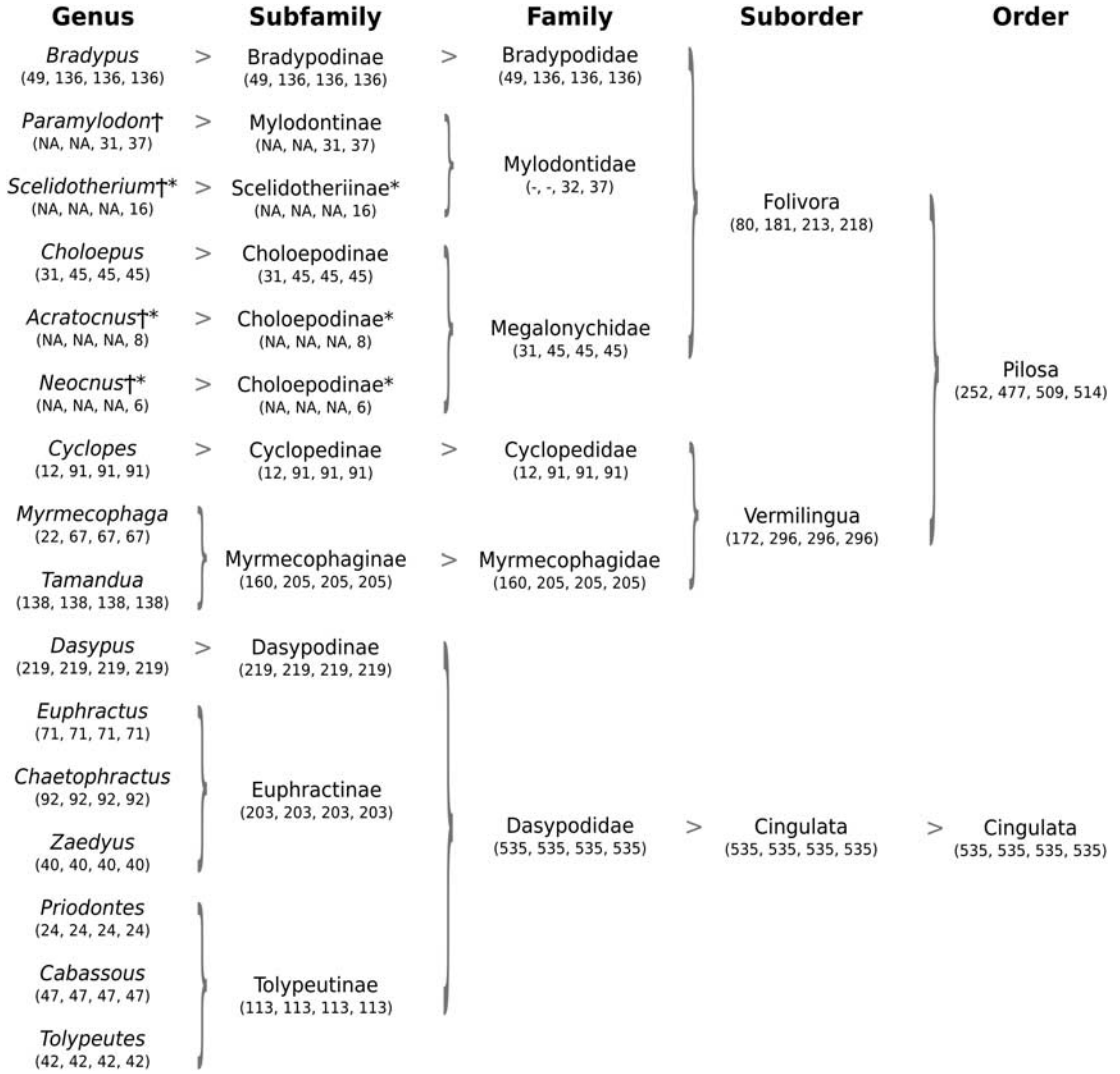 Genus Subfamily Family Suborder Order
Bradypus > Bradypodinae > Bradypodidae
(49, 136, 136, 136) (49, 136, 136, 136) (49, 136, 136, 136)
Paramylodon† > Mylodontinae
(NA, NA, 31, 37) (NA, NA, 31, 37)
Mylodontidae
(-, -, 32, 37)
Scelidotherium†* > Scelidotheriinae*
(NA, NA, NA, 16) (NA, NA, NA, 16)
Folivora
(80, 181, 213, 218)
Choloepus > Choloepodinae
(31, 45, 45, 45) (31, 45, 45, 45)
Acratocnus†* > Choloepodinae*
(NA, NA, NA, 8) (NA, NA, NA, 8)
Megalonychidae
(31, 45, 45, 45)
Pilosa
(252, 477, 509, 514)
Neocnus†* > Choloepodinae*
(NA, NA, NA, 6) (NA, NA, NA, 6)
Cyclopes > Cyclopedinae > Cyclopedidae
(12, 91, 91, 91) (12, 91, 91, 91) (12, 91, 91, 91)
Myrmecophaga
(22, 67, 67, 67)
Vermilingua
(172, 296, 296, 296)
Myrmecophaginae > Myrmecophagidae
(160, 205, 205, 205) (160, 205, 205, 205)
Tamandua
(138, 138, 138, 138)
Dasypus > Dasypodinae
(219, 219, 219, 219) (219, 219, 219, 219)
Euphractus
(71, 71, 71, 71)
Chaetophractus
(92, 92, 92, 92)
Euphractinae
(203, 203, 203, 203)
Zaedyus
(40, 40, 40, 40)
Dasypodidae > Cingulata > Cingulata
(535, 535, 535, 535) (535, 535, 535, 535) (535, 535, 535, 535)
Priodontes
(24, 24, 24, 24)
Cabassous
(47, 47, 47, 47)
Tolypeutinae
(113, 113, 113, 113)
Tolypeutes
(42, 42, 42, 42)